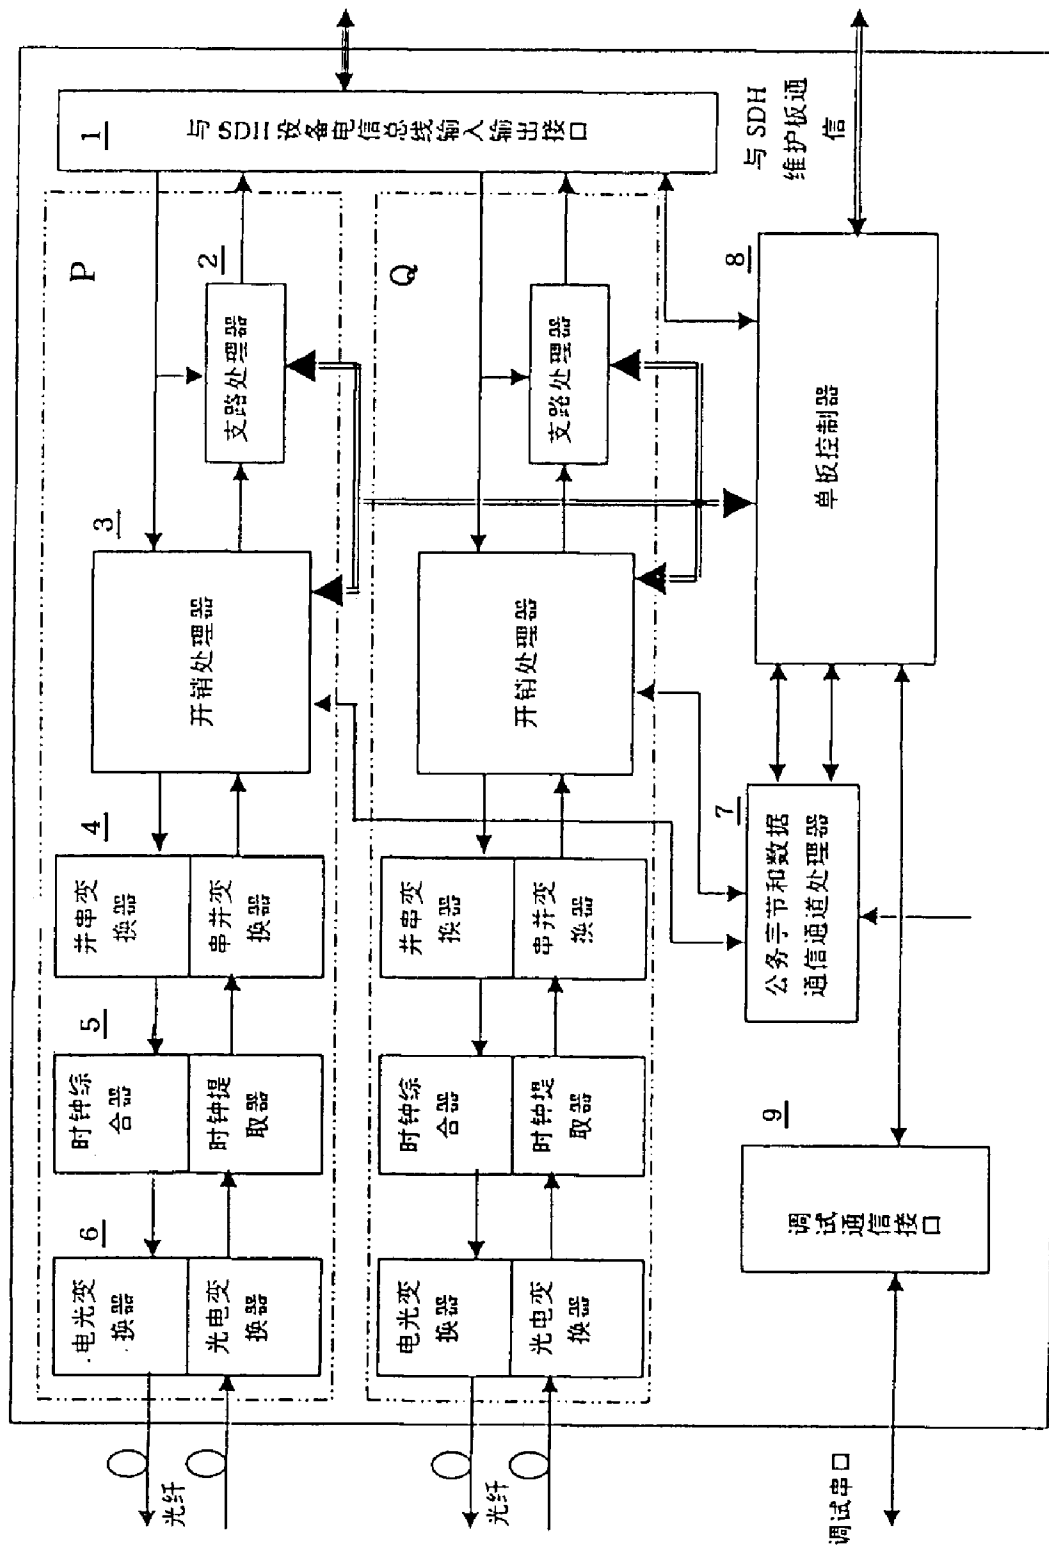 1
与SDH设备电信总线输入输出接口
与SDH
维护板通
信
P
2
支路处理器
3
开销处理器
4
并串变
换器
串并变
换器
5
时钟综
合器
时钟提
取器
6
电光变
换器
光电变
换器
光纤
Q
支路处理器
开销处理器
并串变
换器
串并变
换器
时钟综
合器
时钟提
取器
电光变
换器
光电变
换器
光纤
8
单板控制器
7
公务字节和数据
通信通道处理器
9
调试
通信
接口
调试串口